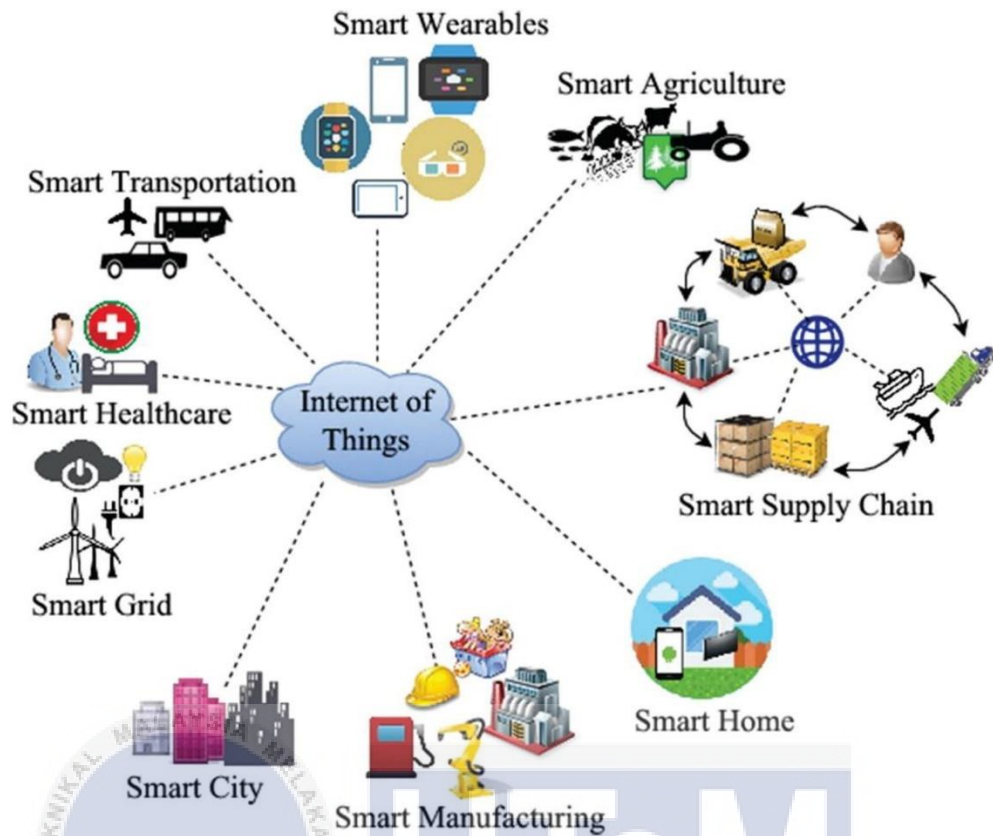 Smart Wearables
Smart Agriculture
Smart Transportation
Smart Healthcare
Internet of
Things
Smart Supply Chain
Smart Grid
Smart Home
Smart City
Smart Manufacturing